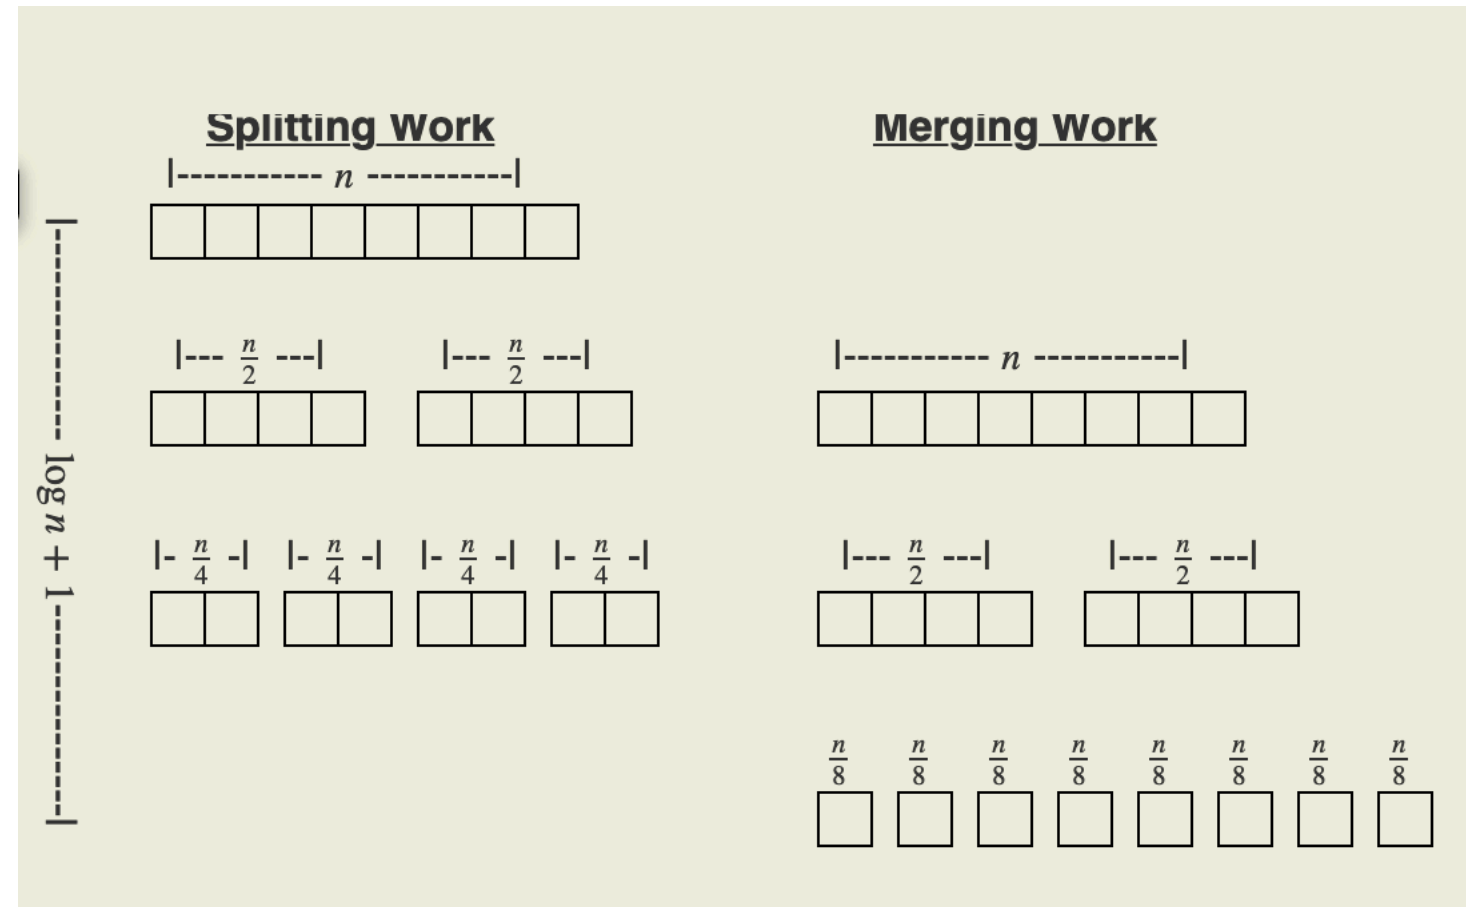 Splitting Work
Merging Work
|----------- n -----------|
|--- n/2 ---| |--- n/2 ---|
|----------- n -----------|
log n + 1
|- n/4 -| |- n/4 -| |- n/4 -| |- n/4 -|
|--- n/2 ---| |--- n/2 ---|
n/8 n/8 n/8 n/8 n/8 n/8 n/8 n/8